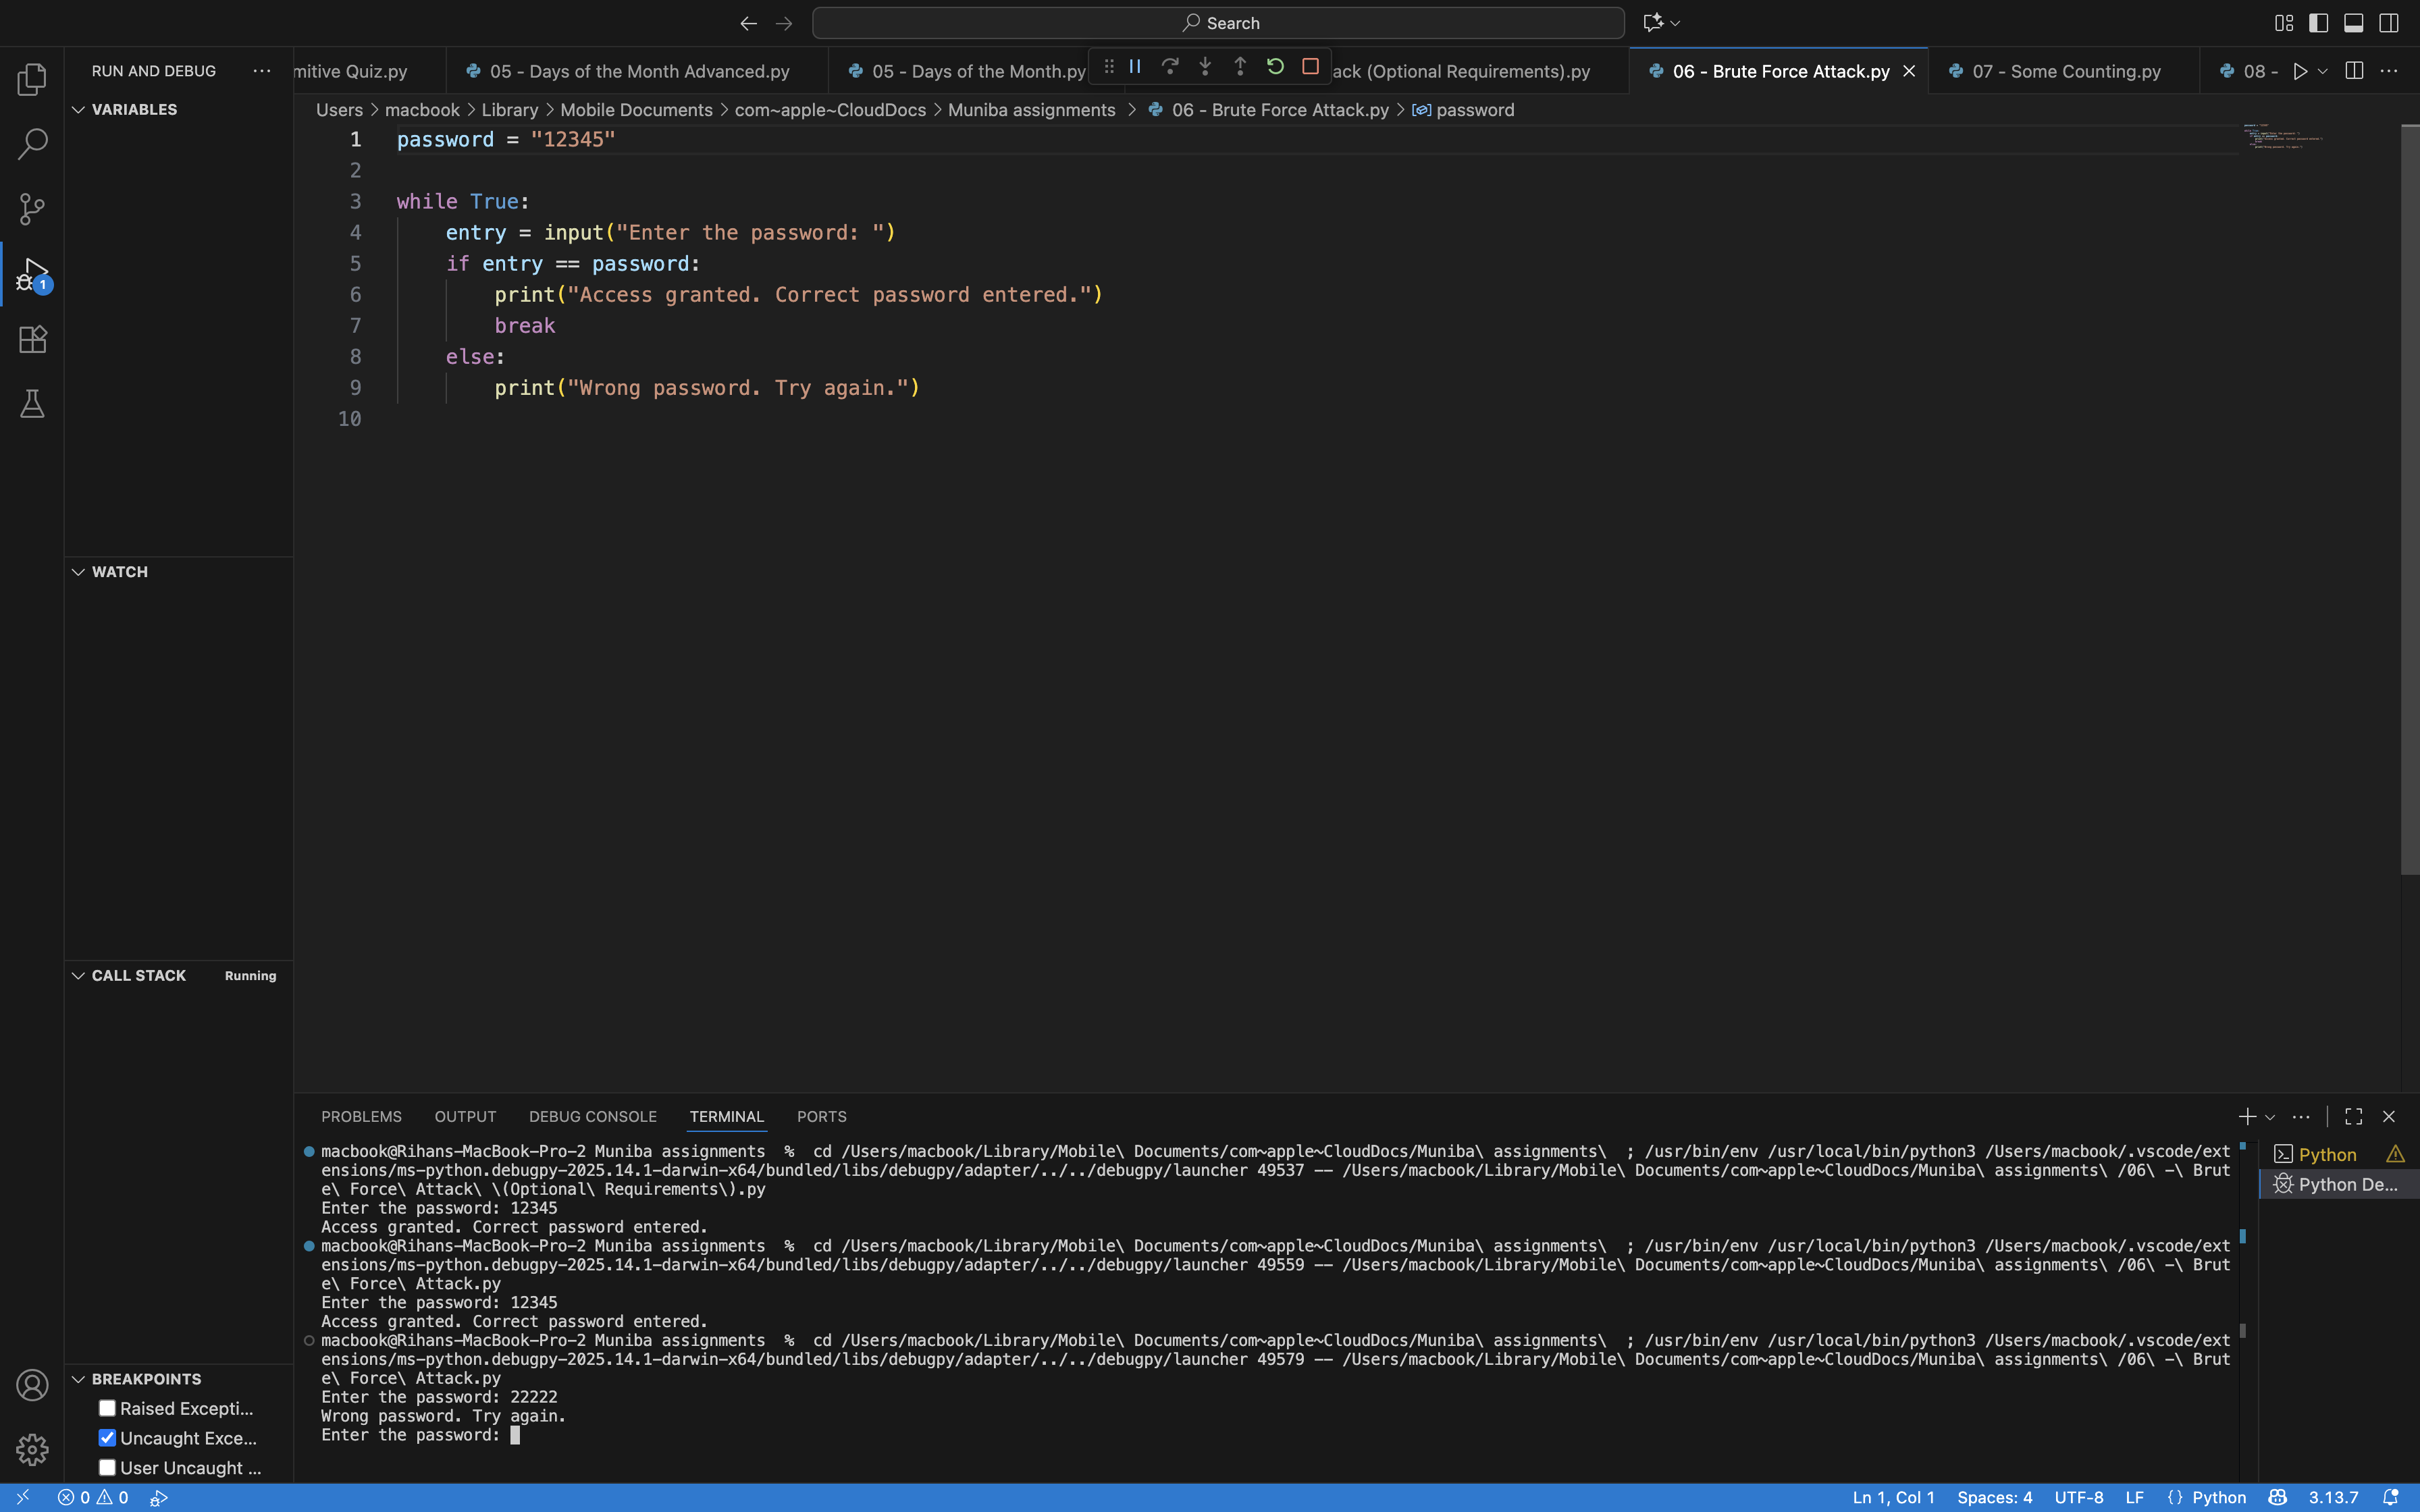 Search
RUN AND DEBUG
mitive Quiz.py
05 - Days of the Month Advanced.py
05 - Days of the Month.py
ack (Optional Requirements).py
06 - Brute Force Attack.py
07 - Some Counting.py
08 -
VARIABLES
Users > macbook > Library > Mobile Documents > com~apple~CloudDocs > Muniba assignments > 06 - Brute Force Attack.py > password
1 password = "12345"
2
3 while True:
4 entry = input("Enter the password: ")
5 if entry == password:
6 print("Access granted. Correct password entered.")
7 break
8 else:
9 print("Wrong password. Try again.")
10
1
WATCH
CALL STACK Running
BREAKPOINTS
Raised Excepti...
Uncaught Exce...
User Uncaught ...
PROBLEMS OUTPUT DEBUG CONSOLE TERMINAL PORTS
macbook@Rihans-MacBook-Pro-2 Muniba assignments % cd /Users/macbook/Library/Mobile\ Documents/com~apple~CloudDocs/Muniba\ assignments\ ; /usr/bin/env /usr/local/bin/python3 /Users/macbook/.vscode/ext
ensions/ms-python.debugpy-2025.14.1-darwin-x64/bundled/libs/debugpy/adapter/../../debugpy/launcher 49537 -- /Users/macbook/Library/Mobile\ Documents/com~apple~CloudDocs/Muniba\ assignments\ /06\ -\ Brut
e\ Force\ Attack\ \(Optional\ Requirements\).py
Enter the password: 12345
Access granted. Correct password entered.
macbook@Rihans-MacBook-Pro-2 Muniba assignments % cd /Users/macbook/Library/Mobile\ Documents/com~apple~CloudDocs/Muniba\ assignments\ ; /usr/bin/env /usr/local/bin/python3 /Users/macbook/.vscode/ext
ensions/ms-python.debugpy-2025.14.1-darwin-x64/bundled/libs/debugpy/adapter/../../debugpy/launcher 49559 -- /Users/macbook/Library/Mobile\ Documents/com~apple~CloudDocs/Muniba\ assignments\ /06\ -\ Brut
e\ Force\ Attack.py
Enter the password: 12345
Access granted. Correct password entered.
macbook@Rihans-MacBook-Pro-2 Muniba assignments % cd /Users/macbook/Library/Mobile\ Documents/com~apple~CloudDocs/Muniba\ assignments\ ; /usr/bin/env /usr/local/bin/python3 /Users/macbook/.vscode/ext
ensions/ms-python.debugpy-2025.14.1-darwin-x64/bundled/libs/debugpy/adapter/../../debugpy/launcher 49579 -- /Users/macbook/Library/Mobile\ Documents/com~apple~CloudDocs/Muniba\ assignments\ /06\ -\ Brut
e\ Force\ Attack.py
Enter the password: 22222
Wrong password. Try again.
Enter the password:
Python
Python De...
0 0
Ln 1, Col 1 Spaces: 4 UTF-8 LF {} Python 3.13.7